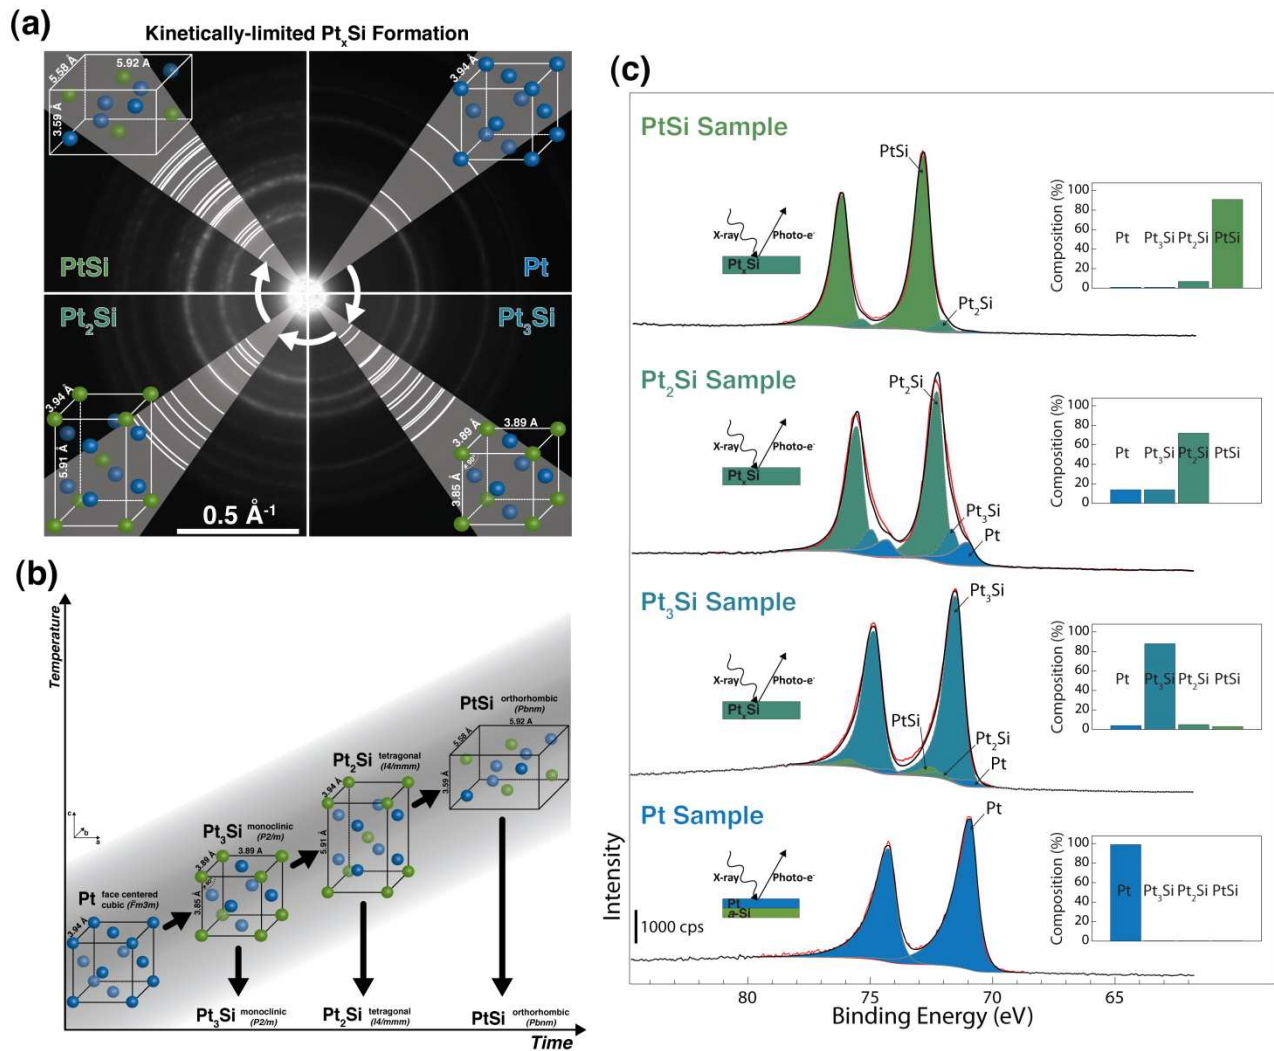 (a)
Kinetically-limited PtxSi Formation
5.58 Å
5.92 A
3.59 Å
3.94 Å
PtSi
Pt
Pt2Si
Pt3Si
3.94 Å
5.91 Å
3.89 Å
3.89 A
3.85 Å
0.5 Å-1
(b)
Temperature
PtSi orthorhombic
(Pbnm)
5.92 A
5.58 Å
3.59 Å
Pt2Si tetragonal
(I4/mmm)
3.94 Å
5.91 Å
Pt3Si monoclinic
(P2/m)
3.89 Å
3.89 A
3.85 Å
Pt face centered
cubic (Fm3m)
3.94 Å
c
b
a
Pt3Si monoclinic
(P2/m)
Pt2Si tetragonal
(I4/mmm)
PtSi orthorhombic
(Pbnm)
Time
(c)
PtSi Sample
PtSi
Pt2Si
X-ray
Photo-e-
PtxSi
Composition (%)
100
80
60
40
20
0
Pt
Pt3Si
Pt2Si
PtSi
Pt2Si Sample
Pt2Si
Pt3Si
Pt
X-ray
Photo-e-
PtxSi
Composition (%)
100
80
60
40
20
0
Pt
Pt3Si
Pt2Si
PtSi
Pt3Si Sample
Pt3Si
PtSi
Pt2Si
Pt
X-ray
Photo-e-
PtxSi
Composition (%)
100
80
60
40
20
0
Pt
Pt3Si
Pt2Si
PtSi
Pt Sample
Pt
X-ray
Photo-e-
Pt
a-Si
Composition (%)
100
80
60
40
20
0
Pt
Pt3Si
Pt2Si
PtSi
Intensity
1000 cps
80
75
70
65
Binding Energy (eV)